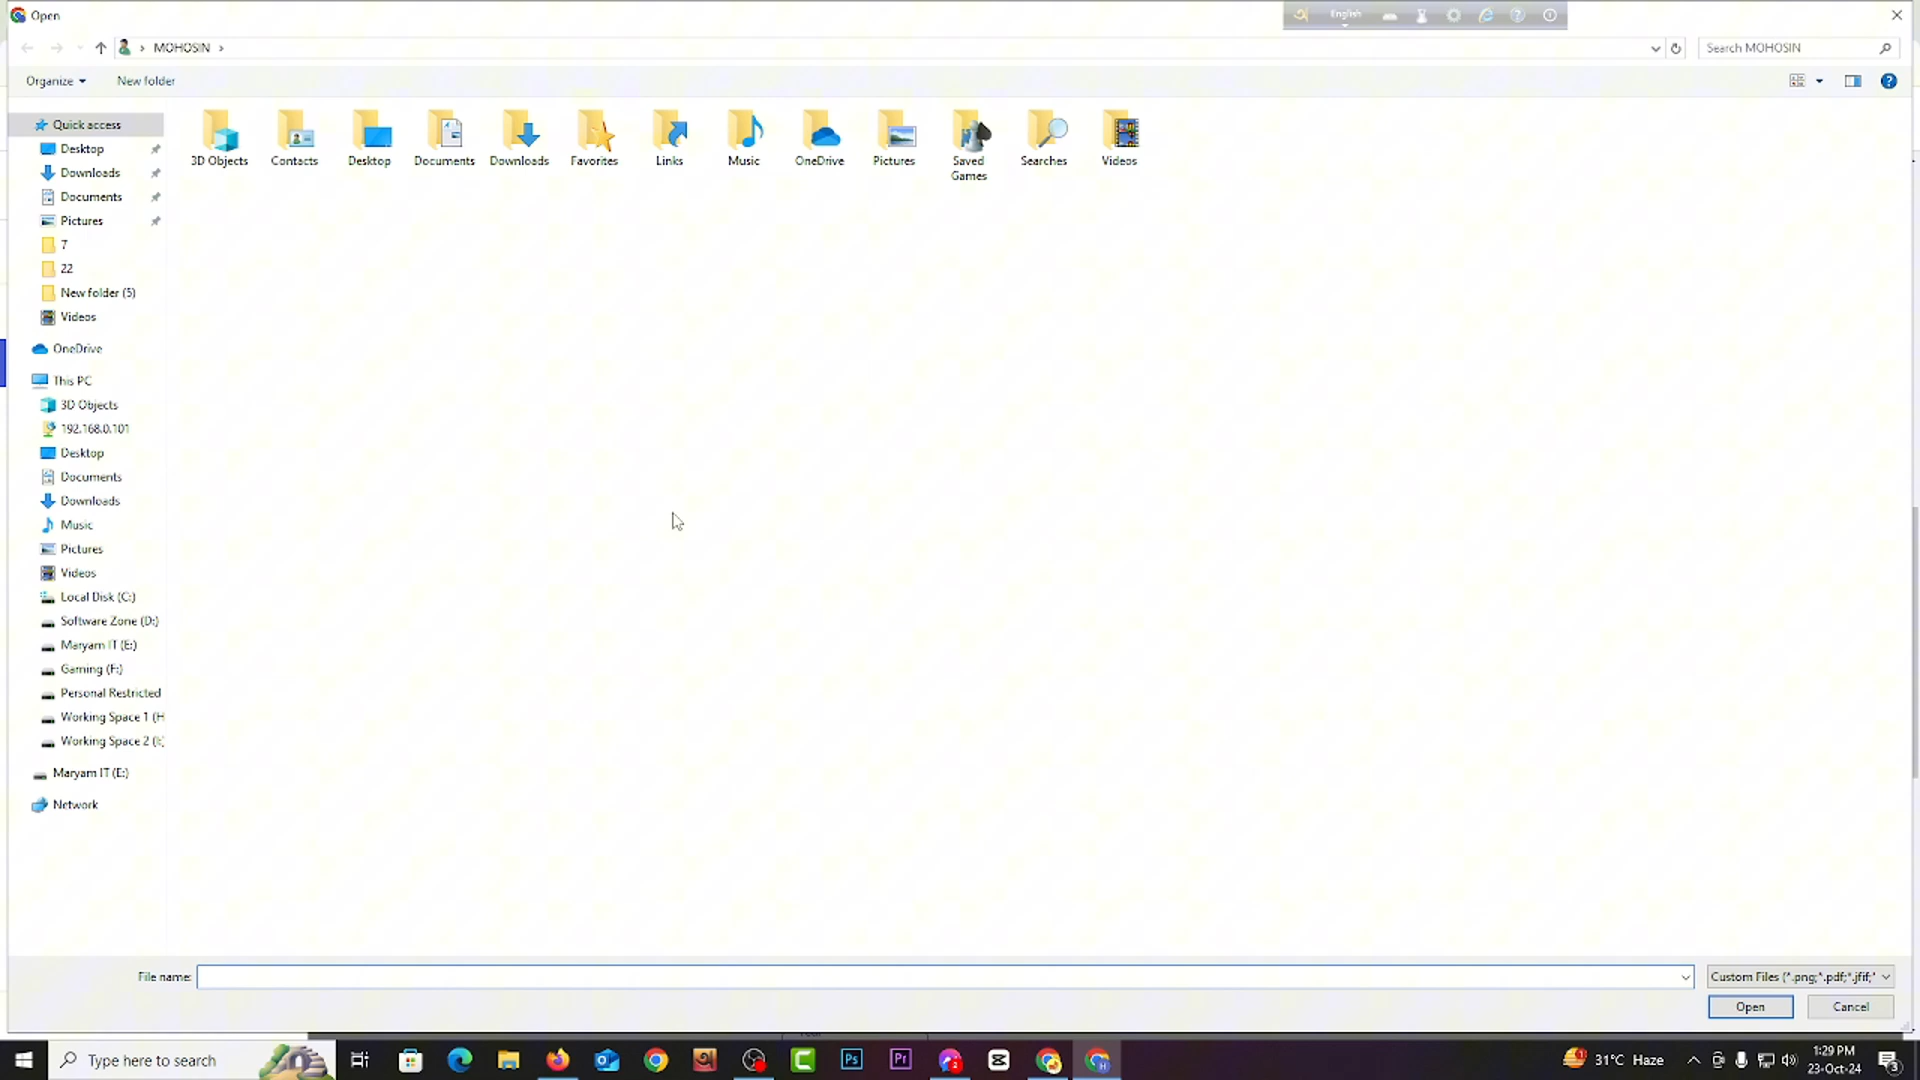 Open
English
MOHOSIN
Search MOHOSIN
Organize
New folder
Quick access
Desktop
Downloads
Documents
Pictures
7
22
New folder (5)
Videos
OneDrive
This PC
3D Objects
192.168.0.101
Desktop
Documents
Downloads
Music
Pictures
Videos
Local Disk (C:)
Software Zone (D:)
Maryam IT (E:)
Gaming (F:)
Personal Restricted
Working Space 1 (H
Working Space 2 (I:
Maryam IT (E:)
Network
3D Objects
Contacts
Desktop
Documents
Downloads
Favorites
Links
Music
OneDrive
Pictures
Saved
Games
Searches
Videos
File name:
Custom Files (*.png;*.pdf;*.jfif;*
Open
Cancel
Type here to search
Ps
Pr
31°C Haze
1:29 PM
23-Oct-24
3